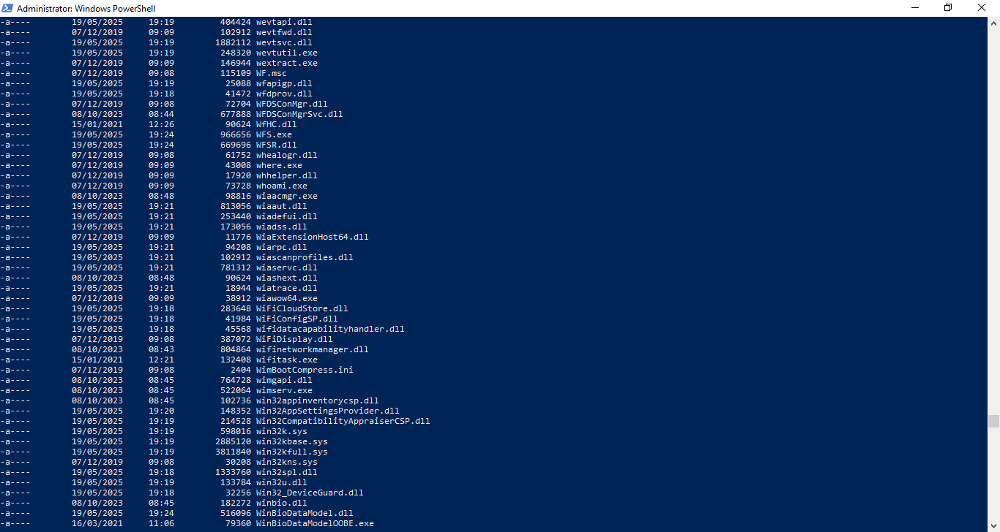 Administrator: Windows PowerShell
-a---- 19/05/2025 19:19 404424 wevtapi.dll
-a---- 07/12/2019 09:09 102912 wevtfwd.dll
-a---- 19/05/2025 19:19 1882112 wevtsvc.dll
-a---- 19/05/2025 19:19 248320 wevtutil.exe
-a---- 07/12/2019 09:09 146944 wextract.exe
-a---- 07/12/2019 09:08 115109 WF.msc
-a---- 19/05/2025 19:19 25088 wfapigp.dll
-a---- 19/05/2025 19:18 41472 wfdprov.dll
-a---- 07/12/2019 09:08 72704 WFDSConMgr.dll
-a---- 08/10/2023 08:44 677888 WFDSConMgrSvc.dll
-a---- 15/01/2021 12:26 90624 WfHC.dll
-a---- 19/05/2025 19:24 966656 WFS.exe
-a---- 19/05/2025 19:24 669696 WFSR.dll
-a---- 07/12/2019 09:08 61752 whealogr.dll
-a---- 07/12/2019 09:09 43008 where.exe
-a---- 07/12/2019 09:09 17920 whhelper.dll
-a---- 07/12/2019 09:09 73728 whoami.exe
-a---- 08/10/2023 08:48 98816 wiaacmgr.exe
-a---- 19/05/2025 19:21 813056 wiaaut.dll
-a---- 19/05/2025 19:21 253440 wiadefui.dll
-a---- 19/05/2025 19:21 173056 wiadss.dll
-a---- 07/12/2019 09:09 11776 WiaExtensionHost64.dll
-a---- 19/05/2025 19:21 94208 wiarpc.dll
-a---- 19/05/2025 19:21 102912 wiascanprofiles.dll
-a---- 19/05/2025 19:21 781312 wiaservc.dll
-a---- 08/10/2023 08:48 90624 wiashext.dll
-a---- 19/05/2025 19:21 18944 wiatrace.dll
-a---- 07/12/2019 09:09 38912 wiawow64.exe
-a---- 19/05/2025 19:18 283648 WiFiCloudStore.dll
-a---- 19/05/2025 19:18 41984 WiFiConfigSP.dll
-a---- 19/05/2025 19:18 45568 wifidatacapabilityhandler.dll
-a---- 07/12/2019 09:08 387072 WiFiDisplay.dll
-a---- 08/10/2023 08:43 804864 wifinetworkmanager.dll
-a---- 15/01/2021 12:21 132408 wifitask.exe
-a---- 07/12/2019 09:08 2404 WimBootCompress.ini
-a---- 08/10/2023 08:45 764728 wimgapi.dll
-a---- 08/10/2023 08:45 522064 wimserv.exe
-a---- 08/10/2023 08:45 102736 win32appinventorycsp.dll
-a---- 19/05/2025 19:20 148352 Win32AppSettingsProvider.dll
-a---- 19/05/2025 19:19 214528 Win32CompatibilityAppraiserCSP.dll
-a---- 19/05/2025 19:19 598016 win32k.sys
-a---- 19/05/2025 19:19 2885120 win32kbase.sys
-a---- 19/05/2025 19:19 3811840 win32kfull.sys
-a---- 07/12/2019 09:08 30208 win32kns.sys
-a---- 19/05/2025 19:18 1333760 win32spl.dll
-a---- 19/05/2025 19:19 133784 win32u.dll
-a---- 19/05/2025 19:18 32256 Win32_DeviceGuard.dll
-a---- 08/10/2023 08:45 182272 winbio.dll
-a---- 19/05/2025 19:24 516096 WinBioDataModel.dll
-a---- 16/03/2021 11:06 79360 WinBioDataModelOOBE.exe